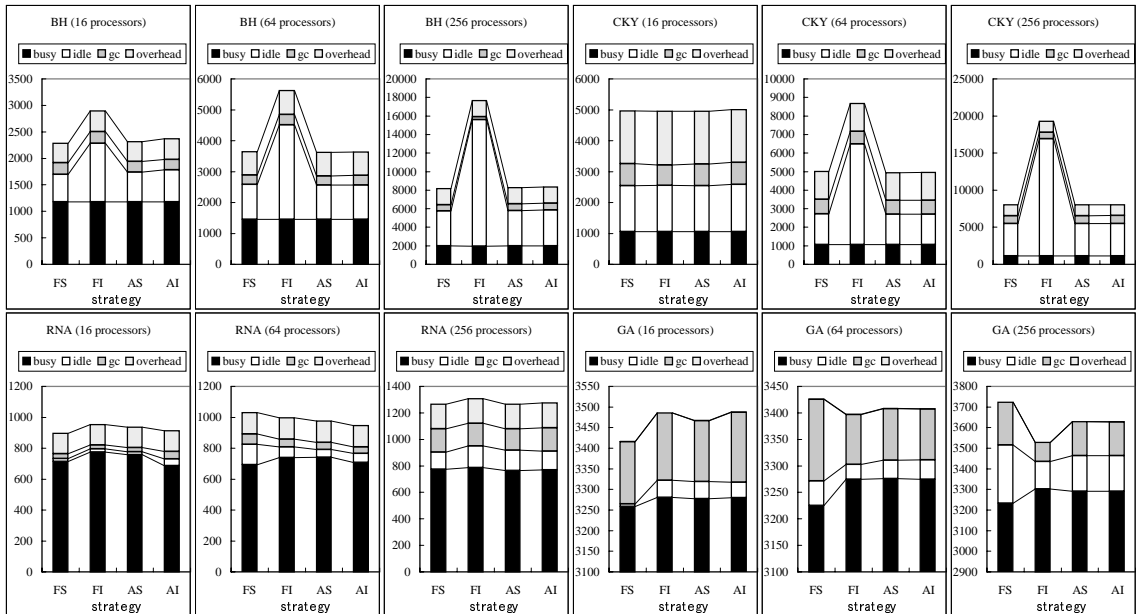 BH (16 processors)
busy idle gc overhead
3500
3000
2500
2000
1500
1000
500
0
FS FI AS AI
strategy
BH (64 processors)
busy idle gc overhead
6000
5000
4000
3000
2000
1000
0
FS FI AS AI
strategy
BH (256 processors)
busy idle gc overhead
20000
18000
16000
14000
12000
10000
8000
6000
4000
2000
0
FS FI AS AI
strategy
CKY (16 processors)
busy idle gc overhead
6000
5000
4000
3000
2000
1000
0
FS FI AS AI
strategy
CKY (64 processors)
busy idle gc overhead
10000
9000
8000
7000
6000
5000
4000
3000
2000
1000
0
FS FI AS AI
strategy
CKY (256 processors)
busy idle gc overhead
25000
20000
15000
10000
5000
0
FS FI AS AI
strategy
RNA (16 processors)
busy idle gc overhead
1200
1000
800
600
400
200
0
FS FI AS AI
strategy
RNA (64 processors)
busy idle gc overhead
1200
1000
800
600
400
200
0
FS FI AS AI
strategy
RNA (256 processors)
busy idle gc overhead
1400
1200
1000
800
600
400
200
0
FS FI AS AI
strategy
GA (16 processors)
busy idle gc overhead
3550
3500
3450
3400
3350
3300
3250
3200
3150
3100
FS FI AS AI
strategy
GA (64 processors)
busy idle gc overhead
3450
3400
3350
3300
3250
3200
3150
3100
FS FI AS AI
strategy
GA (256 processors)
busy idle gc overhead
3800
3700
3600
3500
3400
3300
3200
3100
3000
2900
FS FI AS AI
strategy